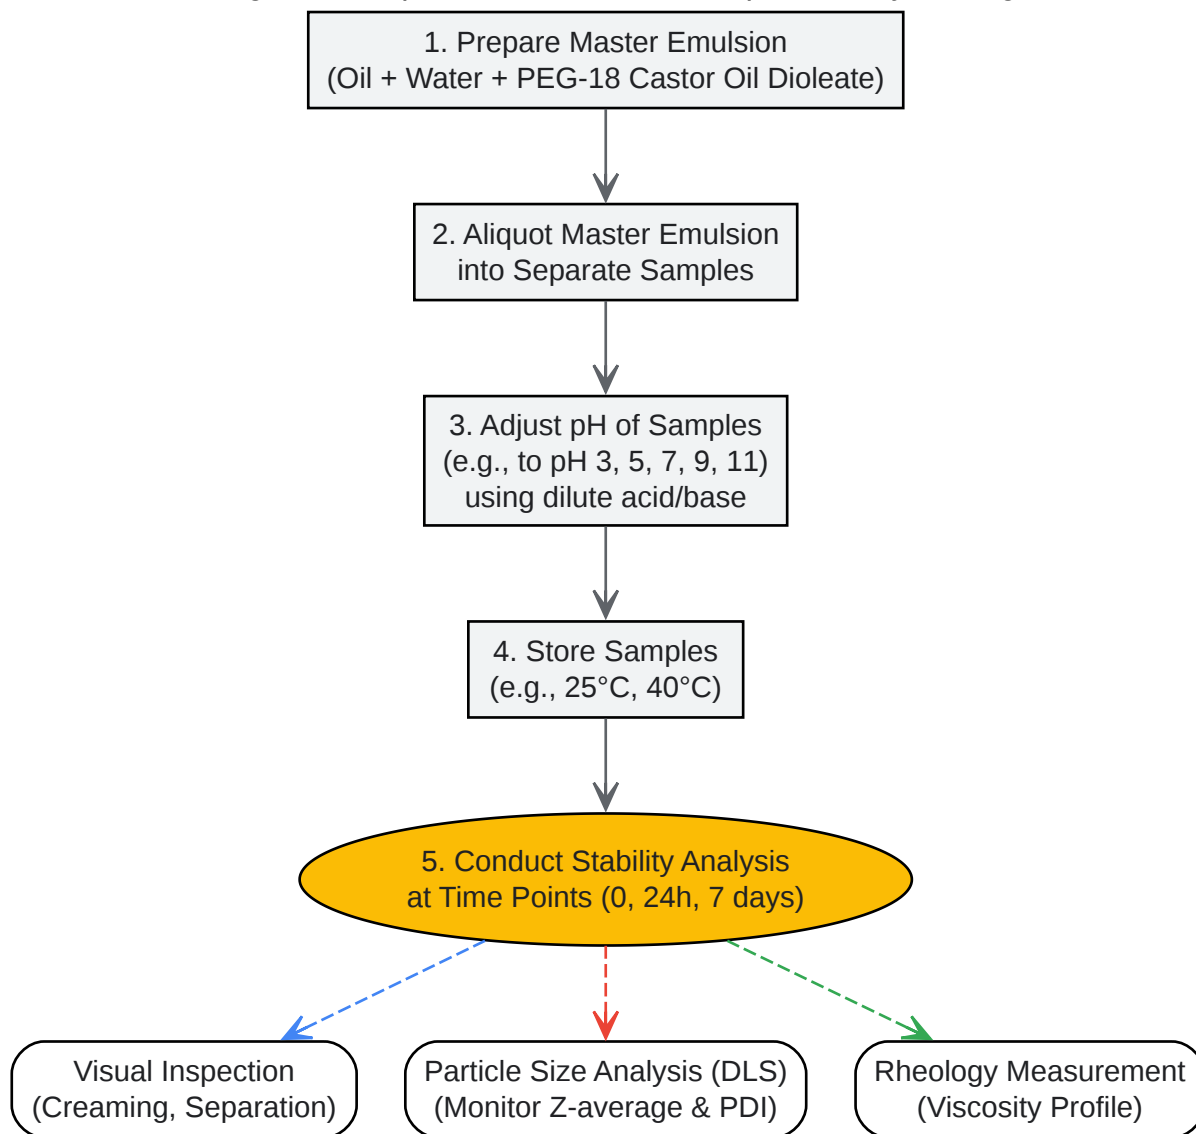 1. Prepare Master Emulsion
(Oil + Water + PEG-18 Castor Oil Dioleate)
2. Aliquot Master Emulsion
into Separate Samples
3. Adjust pH of Samples
(e.g., to pH 3, 5, 7, 9, 11)
using dilute acid/base
4. Store Samples
(e.g., 25°C, 40°C)
5. Conduct Stability Analysis
at Time Points (0, 24h, 7 days)
Visual Inspection
(Creaming, Separation)
Particle Size Analysis (DLS)
(Monitor Z-average & PDI)
Rheology Measurement
(Viscosity Profile)